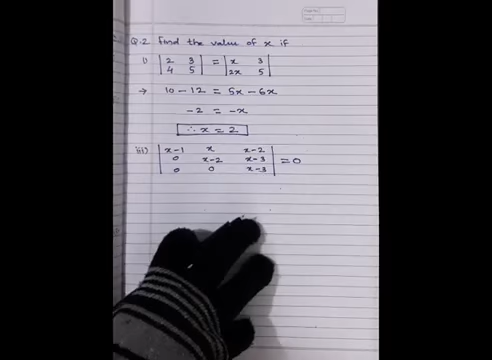 Q.2 Find the value of x if
i) | 2 3 | = | x 3 |
| 4 5 | | 2x 5 |
→ 10 - 12 = 5x - 6x
-2 = -x
∴ x = 2
iii) | x-1 x x-2 |
| 0 x-2 x-3 | = 0
| 0 0 x-3 |